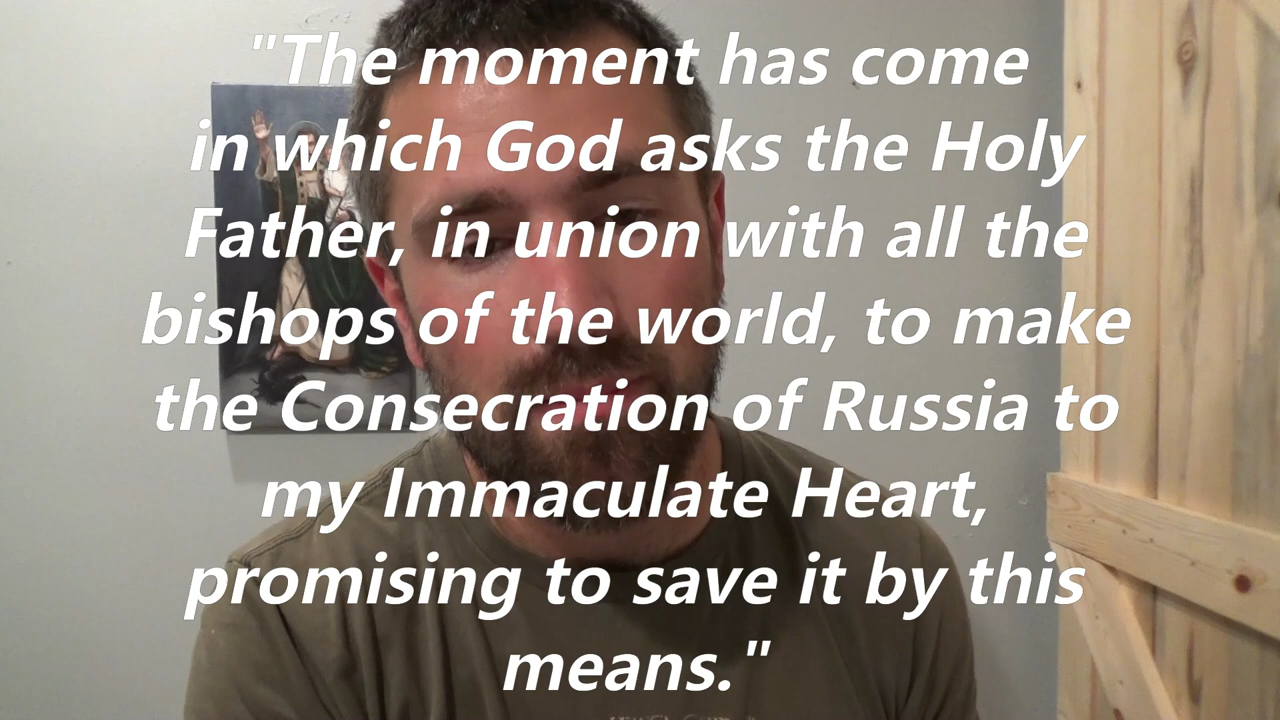 "The moment has come
in which God asks the Holy
Father, in union with all the
bishops of the world, to make
the Consecration of Russia to
my Immaculate Heart,
promising to save it by this
means."